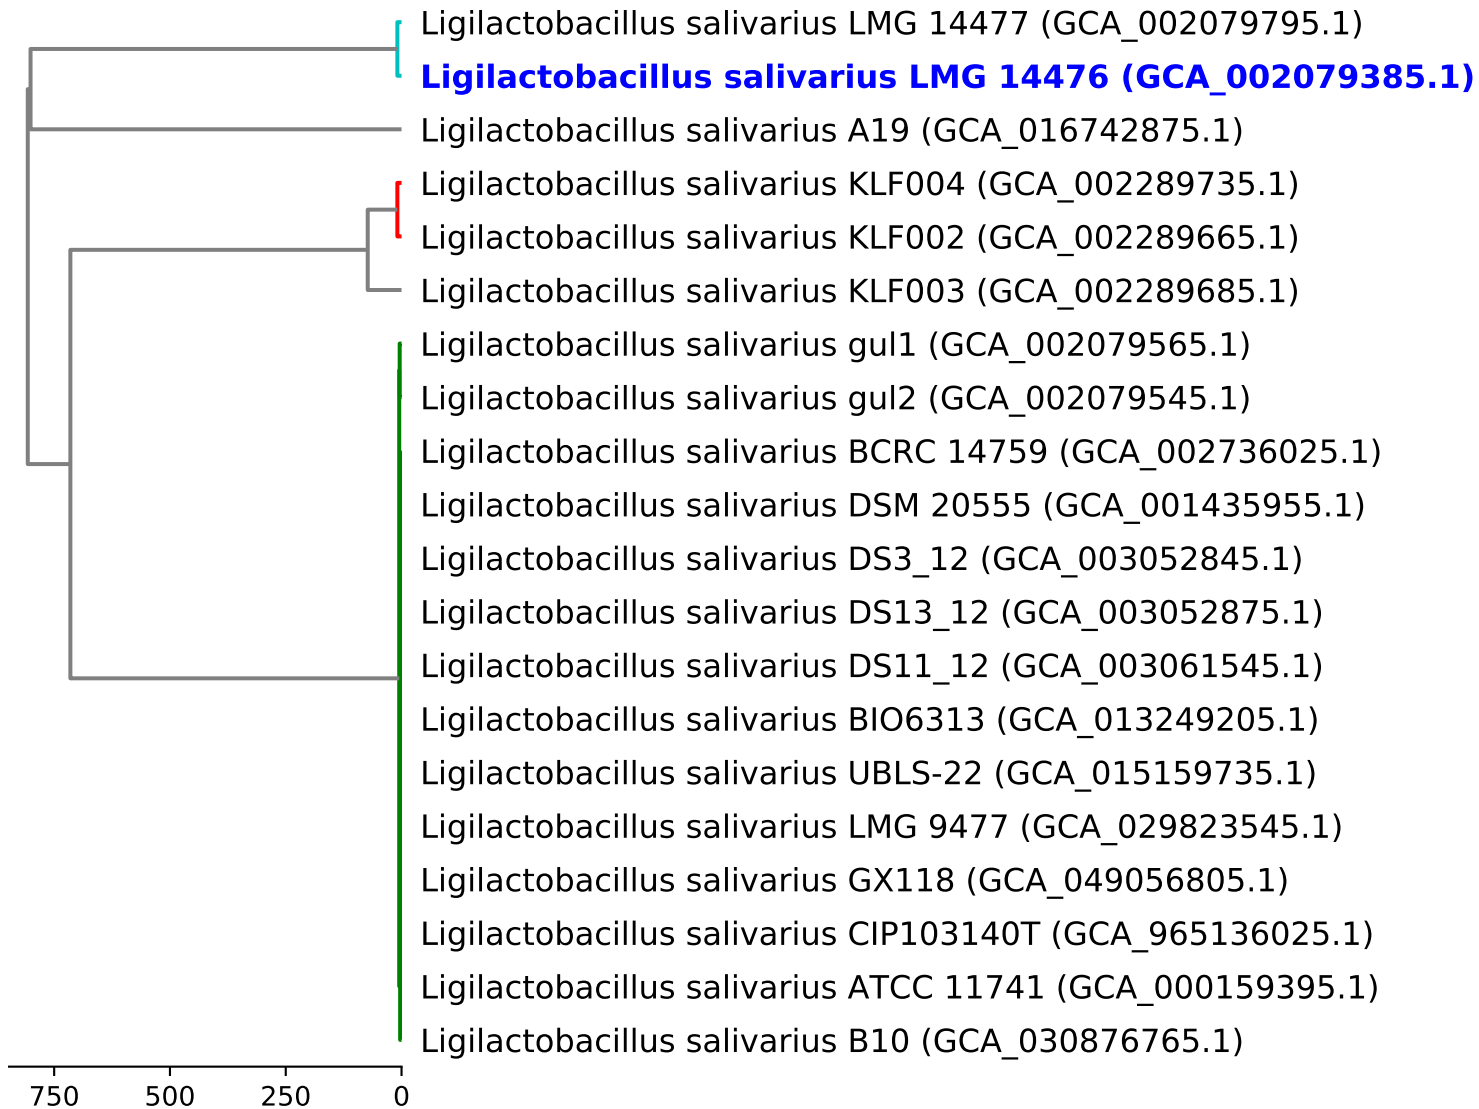 Ligilactobacillus salivarius LMG 14477 (GCA_002079795.1)
Ligilactobacillus salivarius LMG 14476 (GCA_002079385.1)
Ligilactobacillus salivarius A19 (GCA_016742875.1)
Ligilactobacillus salivarius KLF004 (GCA_002289735.1)
Ligilactobacillus salivarius KLF002 (GCA_002289665.1)
Ligilactobacillus salivarius KLF003 (GCA_002289685.1)
Ligilactobacillus salivarius gul1 (GCA_002079565.1)
Ligilactobacillus salivarius gul2 (GCA_002079545.1)
Ligilactobacillus salivarius BCRC 14759 (GCA_002736025.1)
Ligilactobacillus salivarius DSM 20555 (GCA_001435955.1)
Ligilactobacillus salivarius DS3_12 (GCA_003052845.1)
Ligilactobacillus salivarius DS13_12 (GCA_003052875.1)
Ligilactobacillus salivarius DS11_12 (GCA_003061545.1)
Ligilactobacillus salivarius BIO6313 (GCA_013249205.1)
Ligilactobacillus salivarius UBLS-22 (GCA_015159735.1)
Ligilactobacillus salivarius LMG 9477 (GCA_029823545.1)
Ligilactobacillus salivarius GX118 (GCA_049056805.1)
Ligilactobacillus salivarius CIP103140T (GCA_965136025.1)
Ligilactobacillus salivarius ATCC 11741 (GCA_000159395.1)
Ligilactobacillus salivarius B10 (GCA_030876765.1)
750 500 250 0